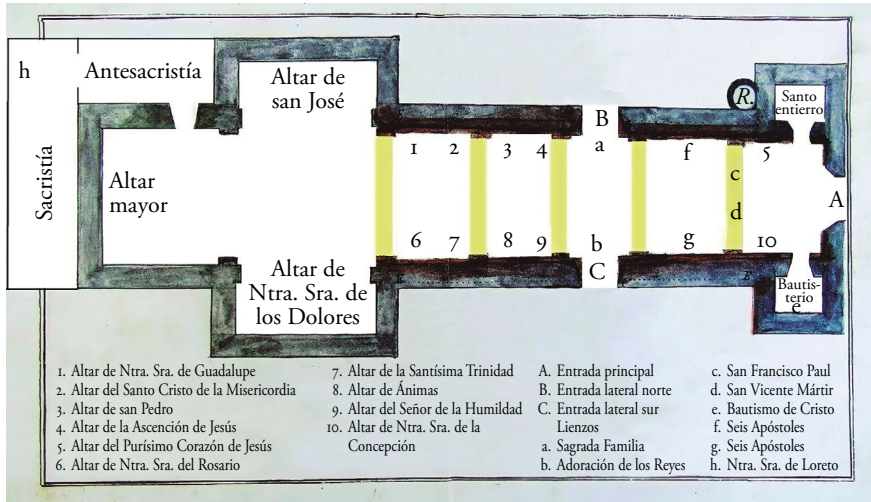 h
Antesacristía
Altar de
san José
B
a
R.
Santo
entierro
1 2 3 4 f 5
Sacristía
Altar
mayor
c
d
A
6 7 8 9 b g 10
C
Altar de
Ntra. Sra. de
los Dolores
E
Bautis-
terio
e
1. Altar de Ntra. Sra. de Guadalupe
2. Altar del Santo Cristo de la Misericordia
3. Altar de san Pedro
4. Altar de la Ascención de Jesús
5. Altar del Purísimo Corazón de Jesús
6. Altar de Ntra. Sra. del Rosario
7. Altar de la Santísima Trinidad
8. Altar de Ánimas
9. Altar del Señor de la Humildad
10. Altar de Ntra. Sra. de la
Concepción
A. Entrada principal
B. Entrada lateral norte
C. Entrada lateral sur
Lienzos
a. Sagrada Familia
b. Adoración de los Reyes
c. San Francisco Paul
d. San Vicente Mártir
e. Bautismo de Cristo
f. Seis Apóstoles
g. Seis Apóstoles
h. Ntra. Sra. de Loreto